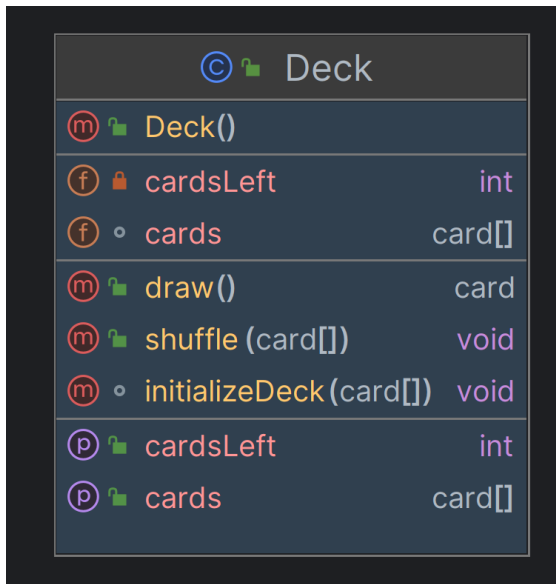 C Deck
m Deck()
f cardsLeft int
f cards card[]
m draw() card
m shuffle(card[]) void
m initializeDeck(card[]) void
p cardsLeft int
p cards card[]